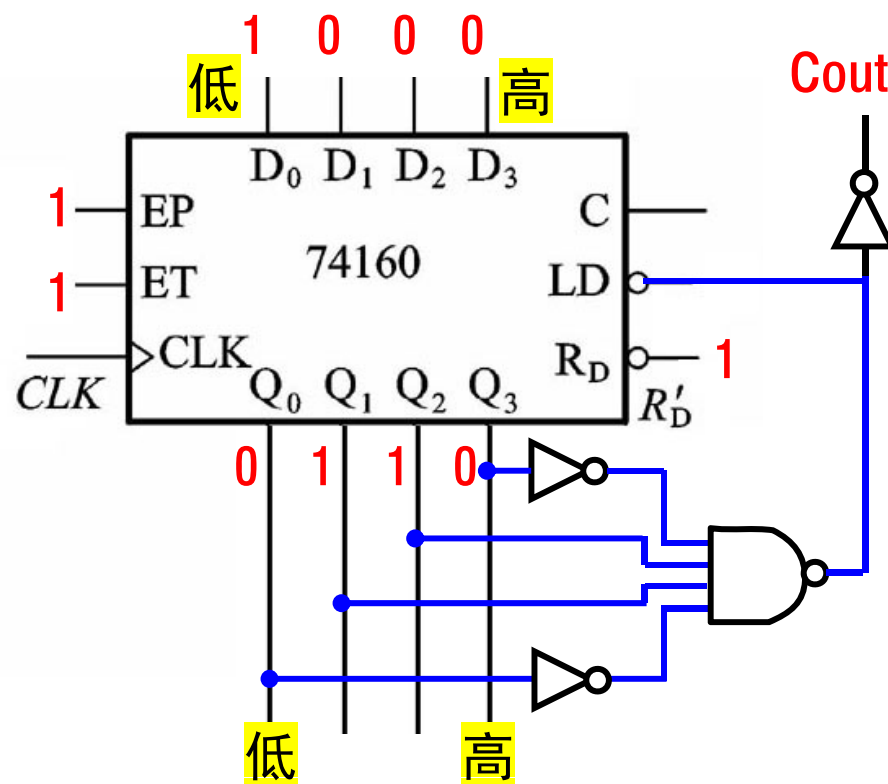 1 0 0 0
低 高 Cout
D0 D1 D2 D3
1 EP C
74160
1 ET LD
CLK CLK RD 1
Q0 Q1 Q2 Q3 R′D
0 1 1 0
低 高